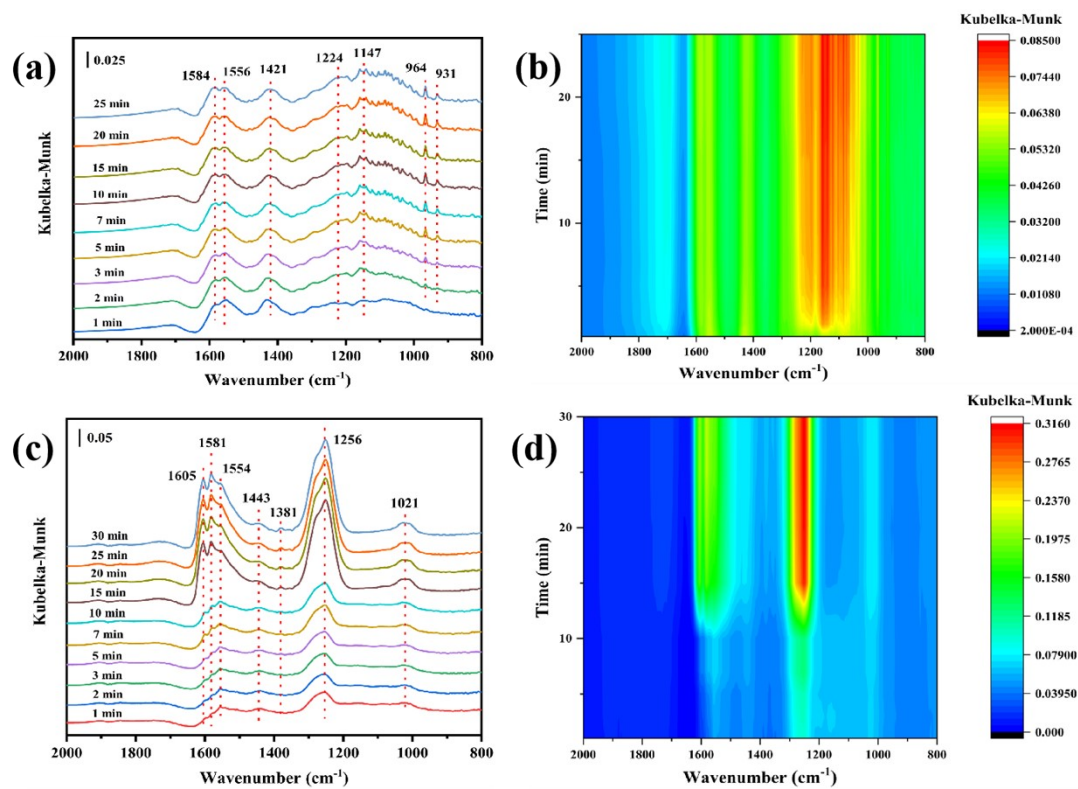 (a)
0.025
1584
1556
1421
1224
1147
964
931
25 min
20 min
15 min
10 min
7 min
5 min
3 min
2 min
1 min
Kubelka-Munk
2000 1800 1600 1400 1200 1000 800
Wavenumber (cm-1)
(b)
Kubelka-Munk
0.08500
0.07440
0.06380
0.05320
0.04260
0.03200
0.02140
0.01080
2.000E-04
Time (min)
20
10
2000 1800 1600 1400 1200 1000 800
Wavenumber (cm-1)
(c)
0.05
1605
1581
1554
1443
1381
1256
1021
30 min
25 min
20 min
15 min
10 min
7 min
5 min
3 min
2 min
1 min
Kubelka-Munk
2000 1800 1600 1400 1200 1000 800
Wavenumber (cm-1)
(d)
Kubelka-Munk
0.3160
0.2765
0.2370
0.1975
0.1580
0.1185
0.07900
0.03950
0.000
Time (min)
30
20
10
2000 1800 1600 1400 1200 1000 800
Wavenumber (cm-1)